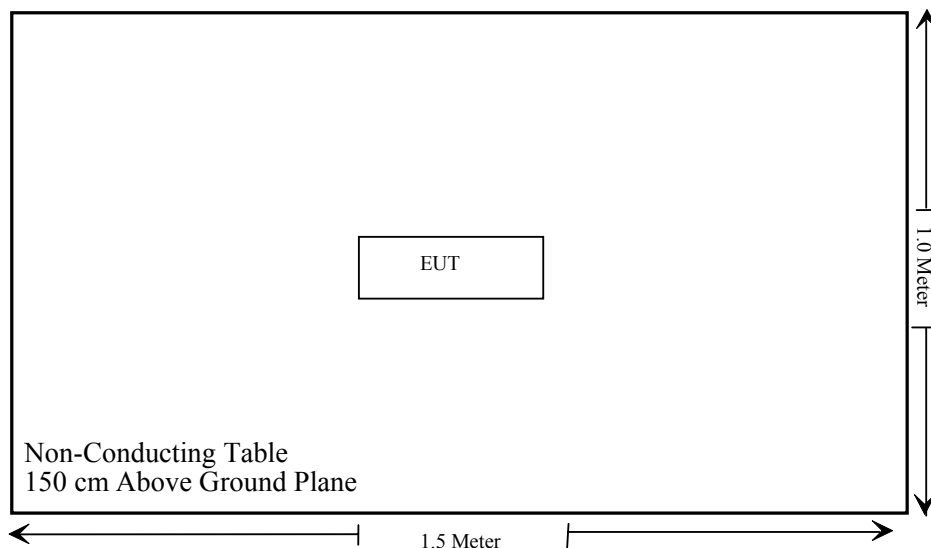 EUT
1.0 Meter
Non-Conducting Table
150 cm Above Ground Plane
1.5 Meter